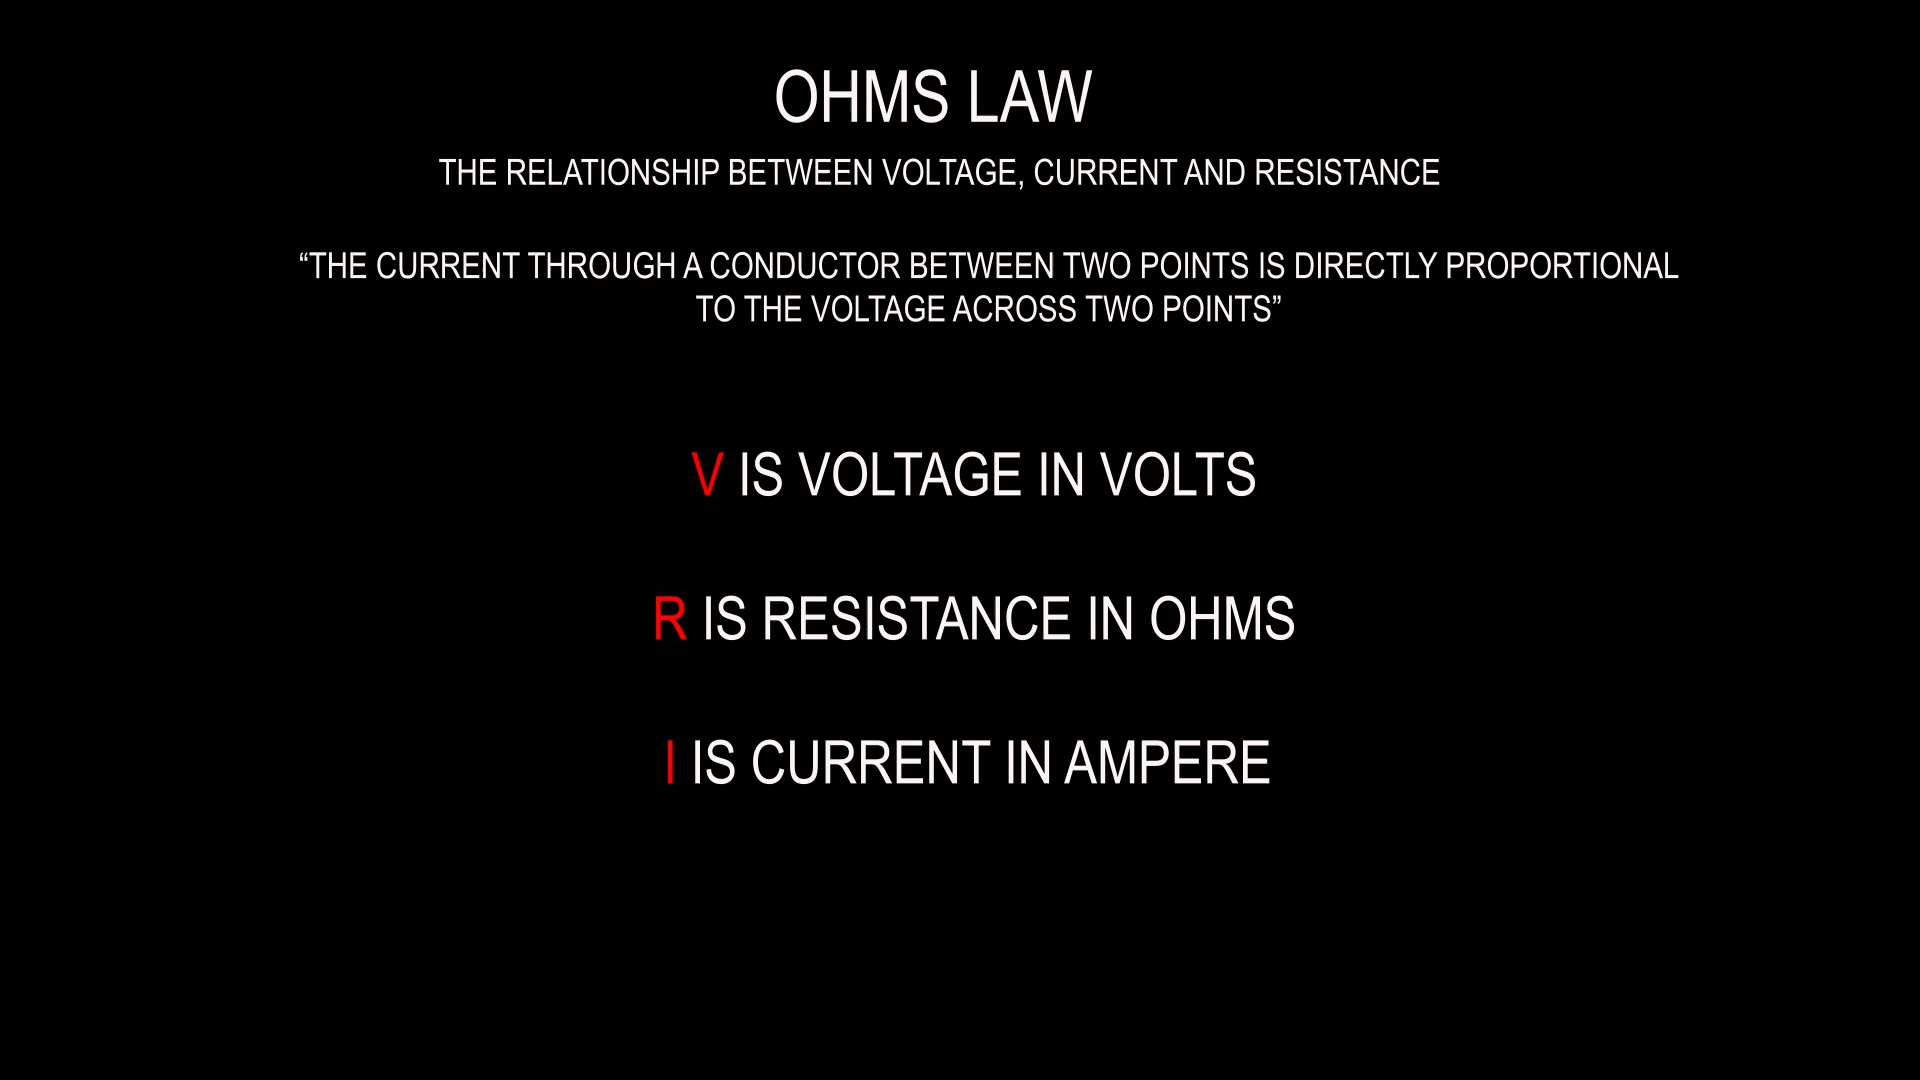 OHMS LAW
THE RELATIONSHIP BETWEEN VOLTAGE, CURRENT AND RESISTANCE
“THE CURRENT THROUGH A CONDUCTOR BETWEEN TWO POINTS IS DIRECTLY PROPORTIONAL
TO THE VOLTAGE ACROSS TWO POINTS”
V IS VOLTAGE IN VOLTS
R IS RESISTANCE IN OHMS
I IS CURRENT IN AMPERE